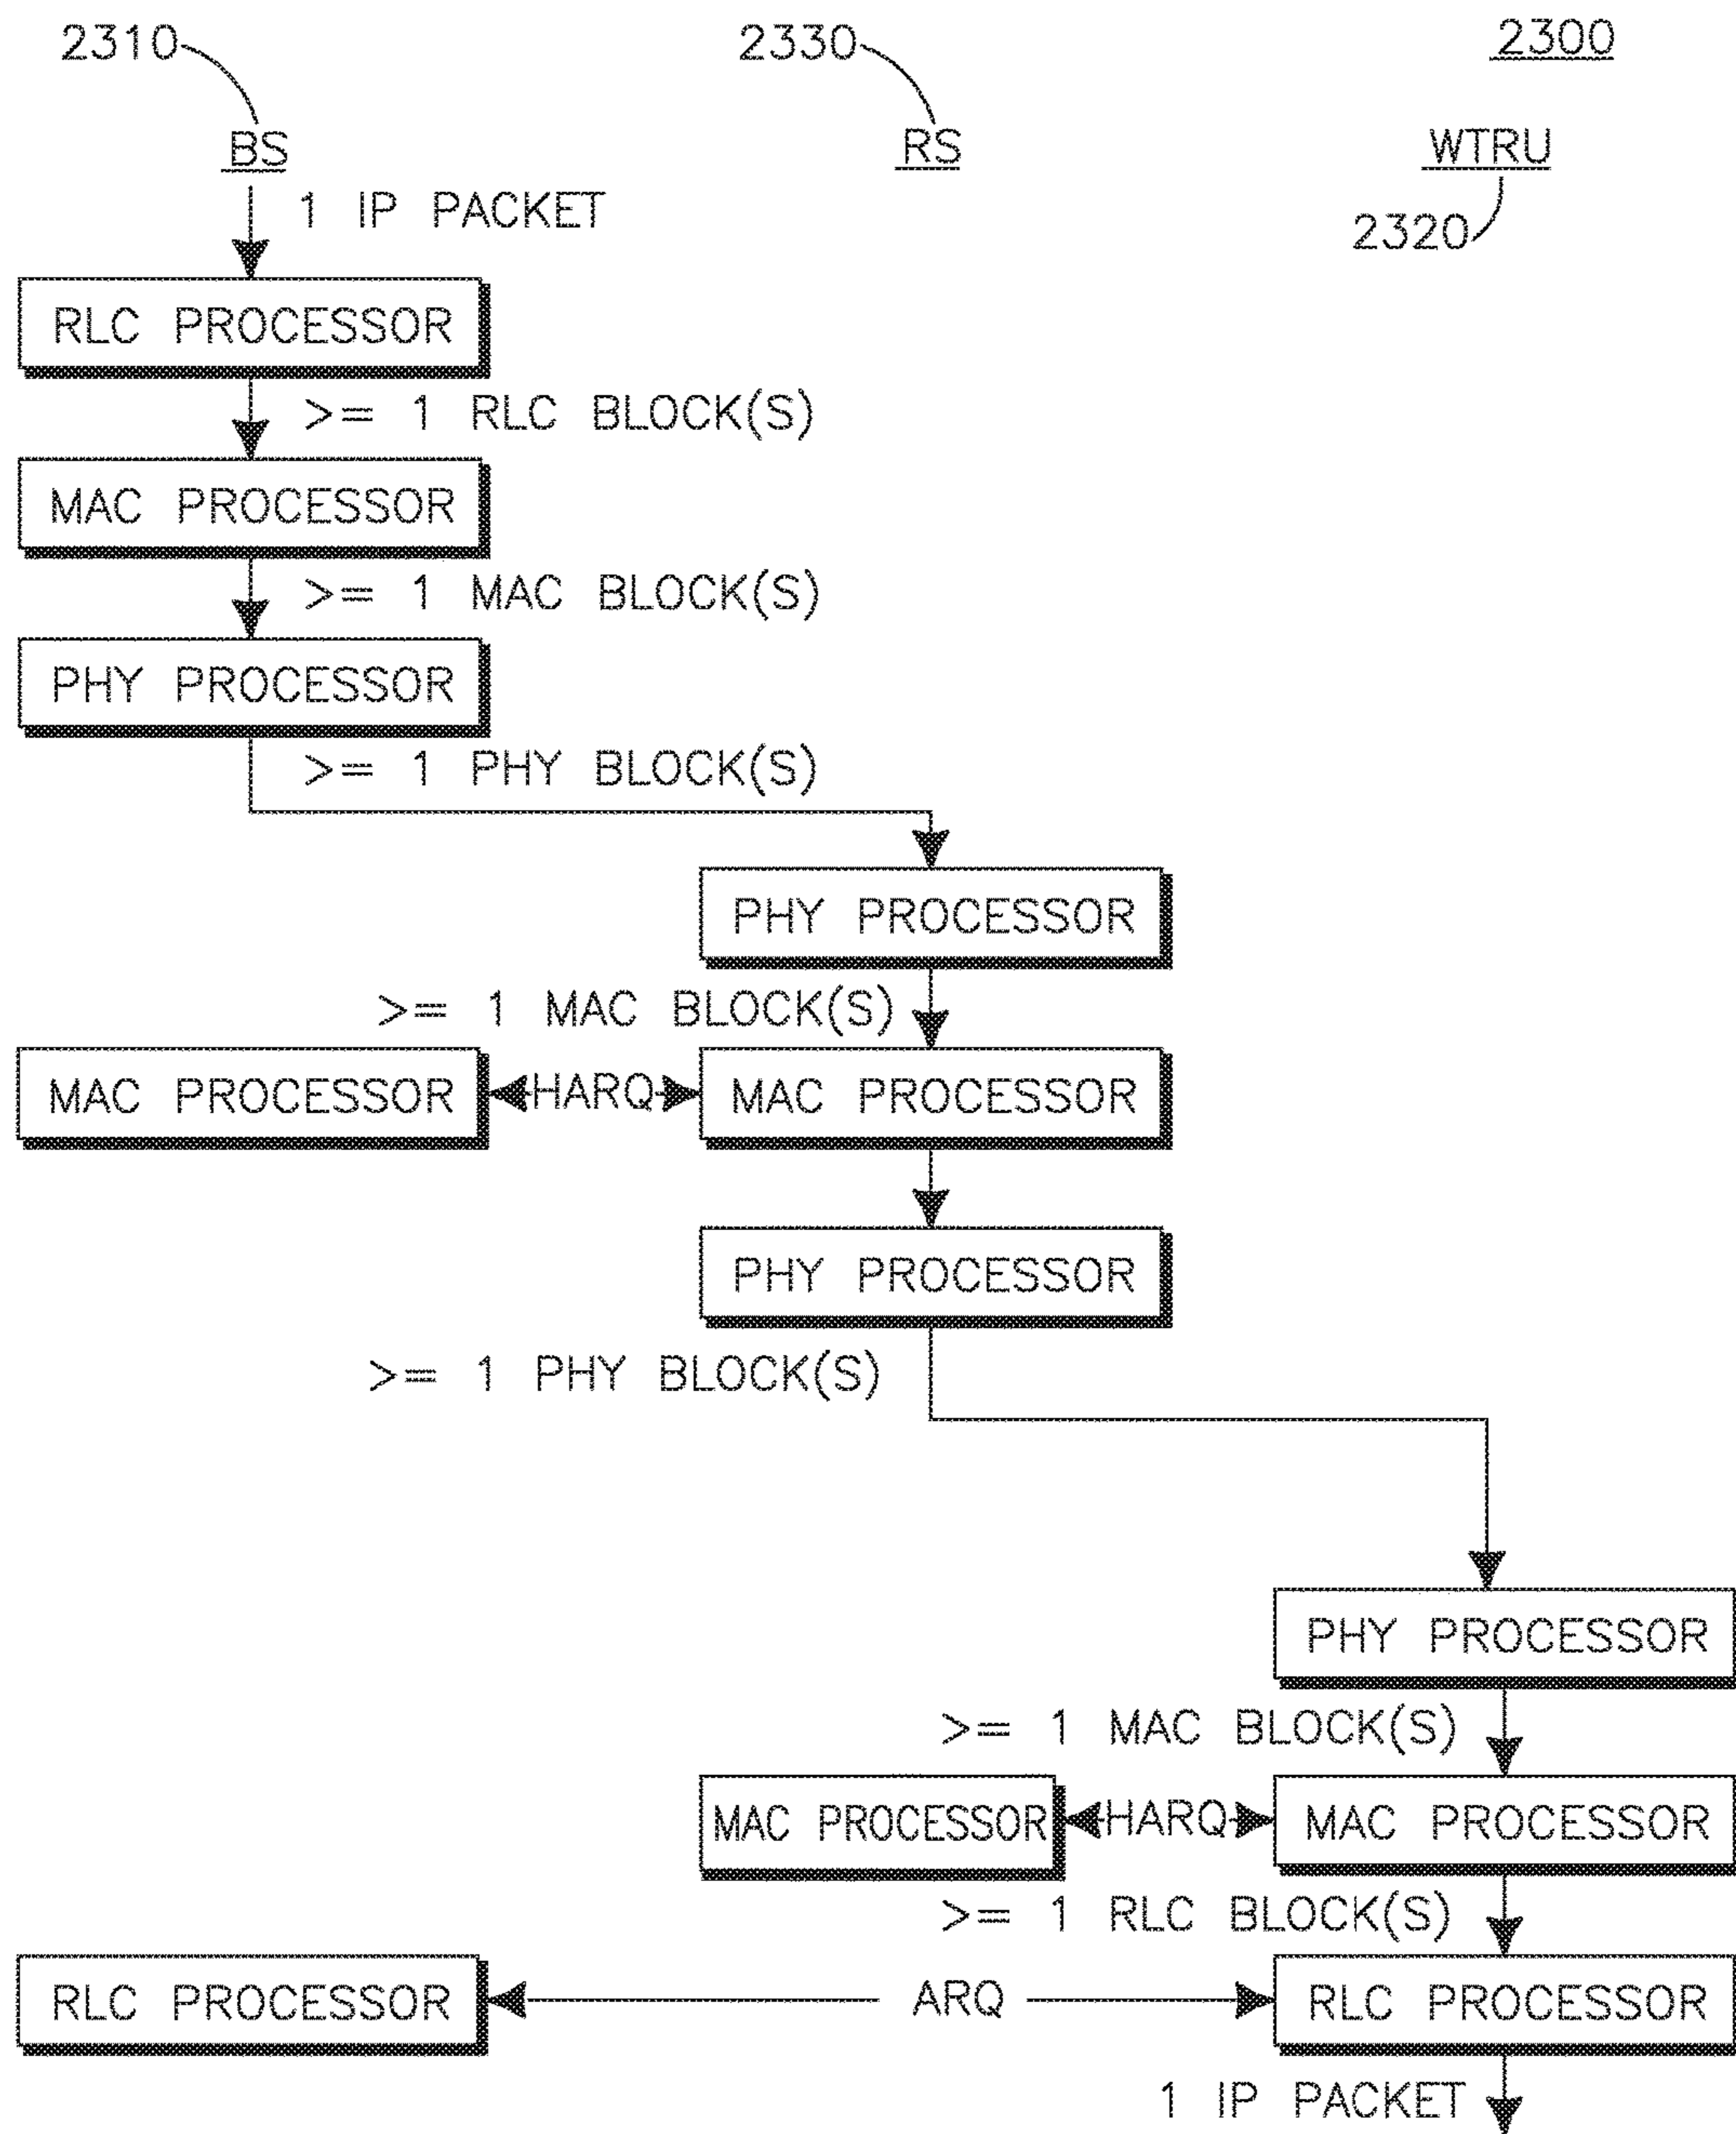 2310
2330
2300
BS
RS
WTRU
2320
1 IP PACKET
RLC PROCESSOR
>= 1 RLC BLOCK(S)
MAC PROCESSOR
>= 1 MAC BLOCK(S)
PHY PROCESSOR
>= 1 PHY BLOCK(S)
PHY PROCESSOR
>= 1 MAC BLOCK(S)
MAC PROCESSOR HARQ MAC PROCESSOR
PHY PROCESSOR
>= 1 PHY BLOCK(S)
PHY PROCESSOR
>= 1 MAC BLOCK(S)
MAC PROCESSOR HARQ MAC PROCESSOR
>= 1 RLC BLOCK(S)
RLC PROCESSOR ARQ RLC PROCESSOR
1 IP PACKET